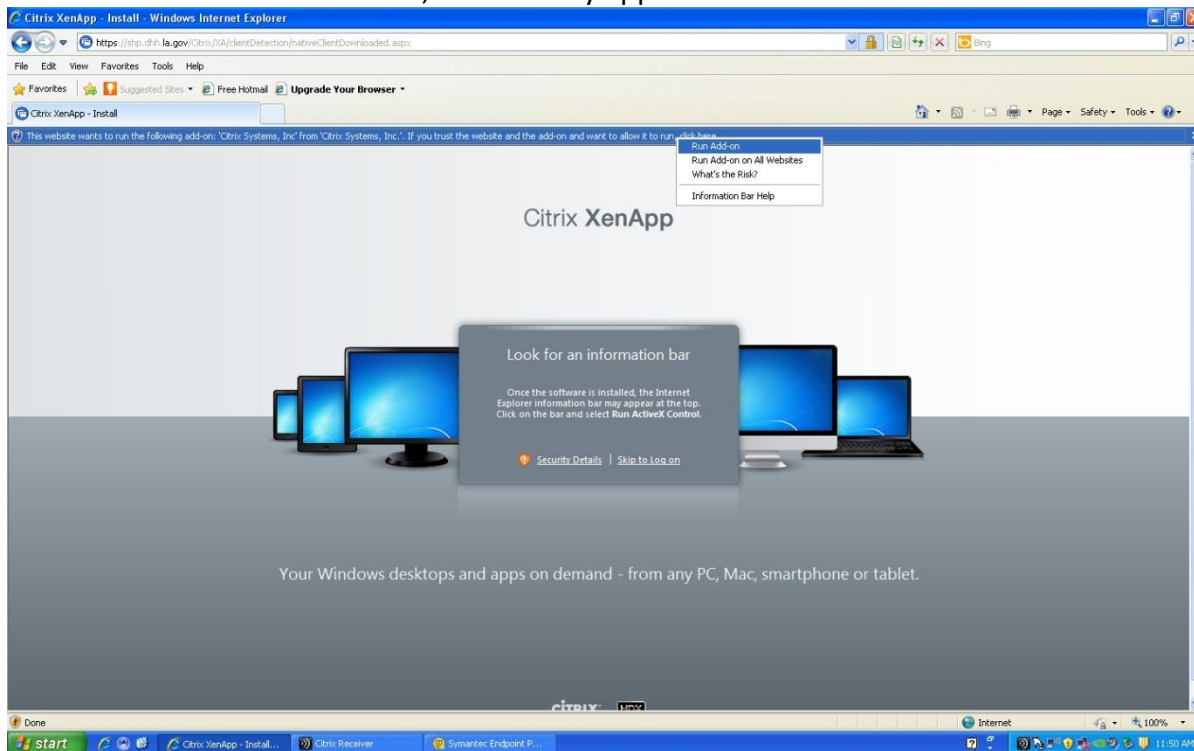 Citrix XenApp - Install - Windows Internet Explorer
https://shp.dhh.la.gov/Citrix/XA/clientDetection/nativeClientDownloaded.aspx
Bing
File Edit View Favorites Tools Help
Favorites Suggested Sites Free Hotmail Upgrade Your Browser
Citrix XenApp - Install
Page Safety Tools
This website wants to run the following add-on: 'Citrix Systems, Inc' from 'Citrix Systems, Inc.'. If you trust the website and the add-on and want to allow it to run, click here...
Run Add-on
Run Add-on on All Websites
What's the Risk?
Information Bar Help
Citrix XenApp
Look for an information bar
Once the software is installed, the Internet
Explorer information bar may appear at the top.
Click on the bar and select Run ActiveX Control.
Security Details | Skip to Log on
Your Windows desktops and apps on demand - from any PC, Mac, smartphone or tablet.
CITRIX HDX
Done
Internet
100%
start
Citrix XenApp - Install...
Citrix Receiver
Symantec Endpoint P...
11:50 AM